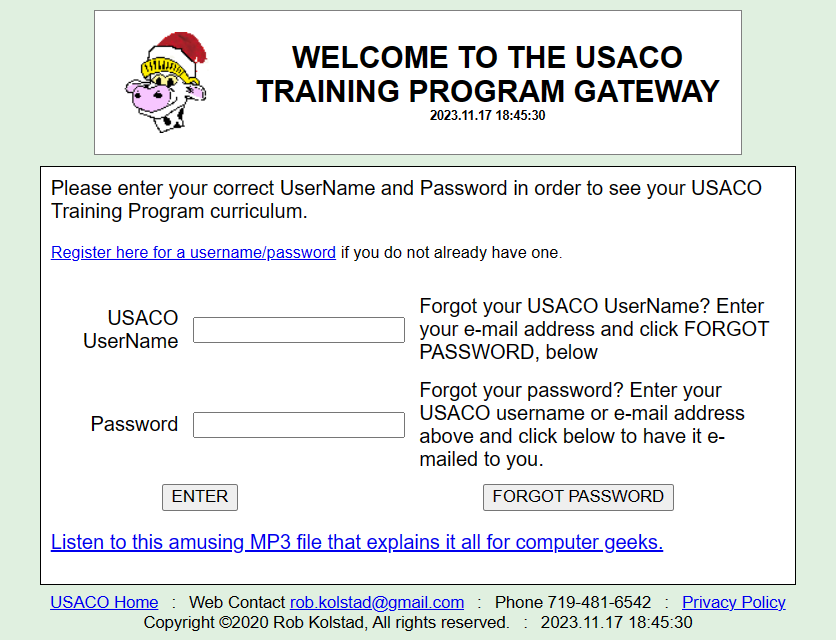 WELCOME TO THE USACO
TRAINING PROGRAM GATEWAY
2023.11.17 18:45:30
Please enter your correct UserName and Password in order to see your USACO
Training Program curriculum.
Register here for a username/password if you do not already have one.
USACO
UserName
Forgot your USACO UserName? Enter
your e-mail address and click FORGOT
PASSWORD, below
Password
Forgot your password? Enter your
USACO username or e-mail address
above and click below to have it e-
mailed to you.
ENTER
FORGOT PASSWORD
Listen to this amusing MP3 file that explains it all for computer geeks.
USACO Home : Web Contact rob.kolstad@gmail.com : Phone 719-481-6542 : Privacy Policy
Copyright ©2020 Rob Kolstad, All rights reserved. : 2023.11.17 18:45:30